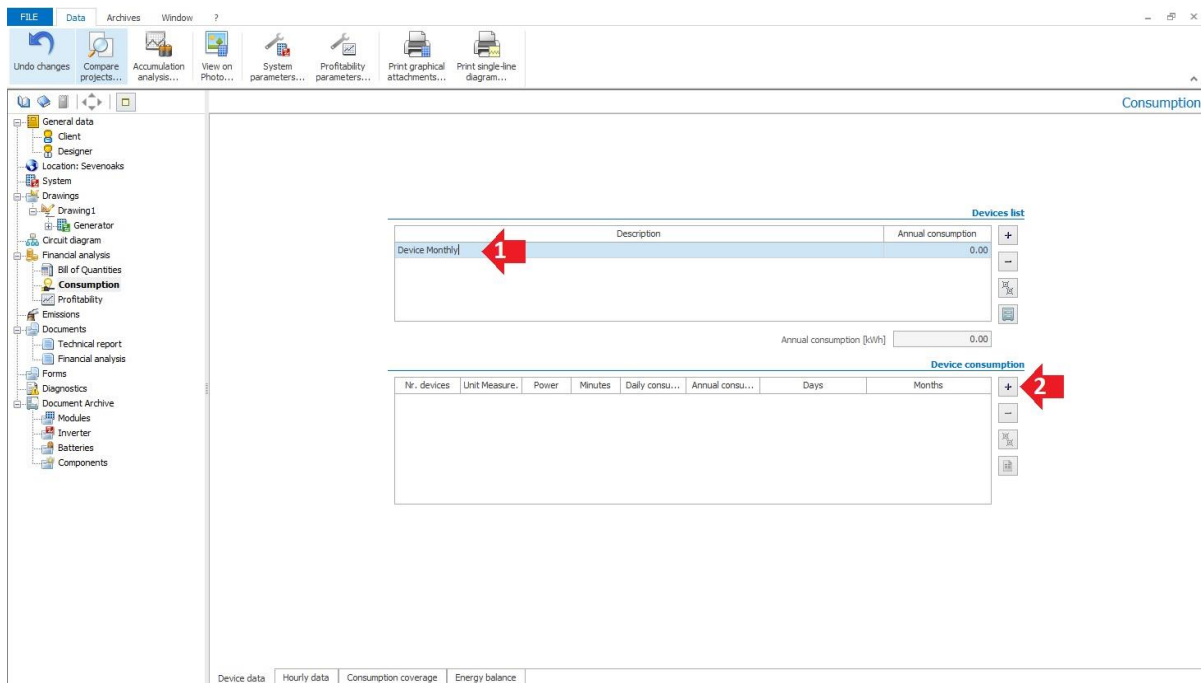 FILE Data Archives Window ?
Undo changes
Compare projects...
Accumulation analysis...
View on Photo...
System parameters...
Profitability parameters...
Print graphical attachments...
Print single-line diagram...
Consumption
General data
Client
Designer
Location: Sevenoaks
System
Drawings
Drawing1
Generator
Circuit diagram
Financial analysis
Bill of Quantities
Consumption
Profitability
Emissions
Documents
Technical report
Financial analysis
Forms
Diagnostics
Document Archive
Modules
Inverter
Batteries
Components
Devices list
Description Annual consumption
Device Monthly 0.00
1
Annual consumption [kWh] 0.00
Device consumption
Nr. devices Unit Measure. Power Minutes Daily consu... Annual consu... Days Months
2
Device data Hourly data Consumption coverage Energy balance